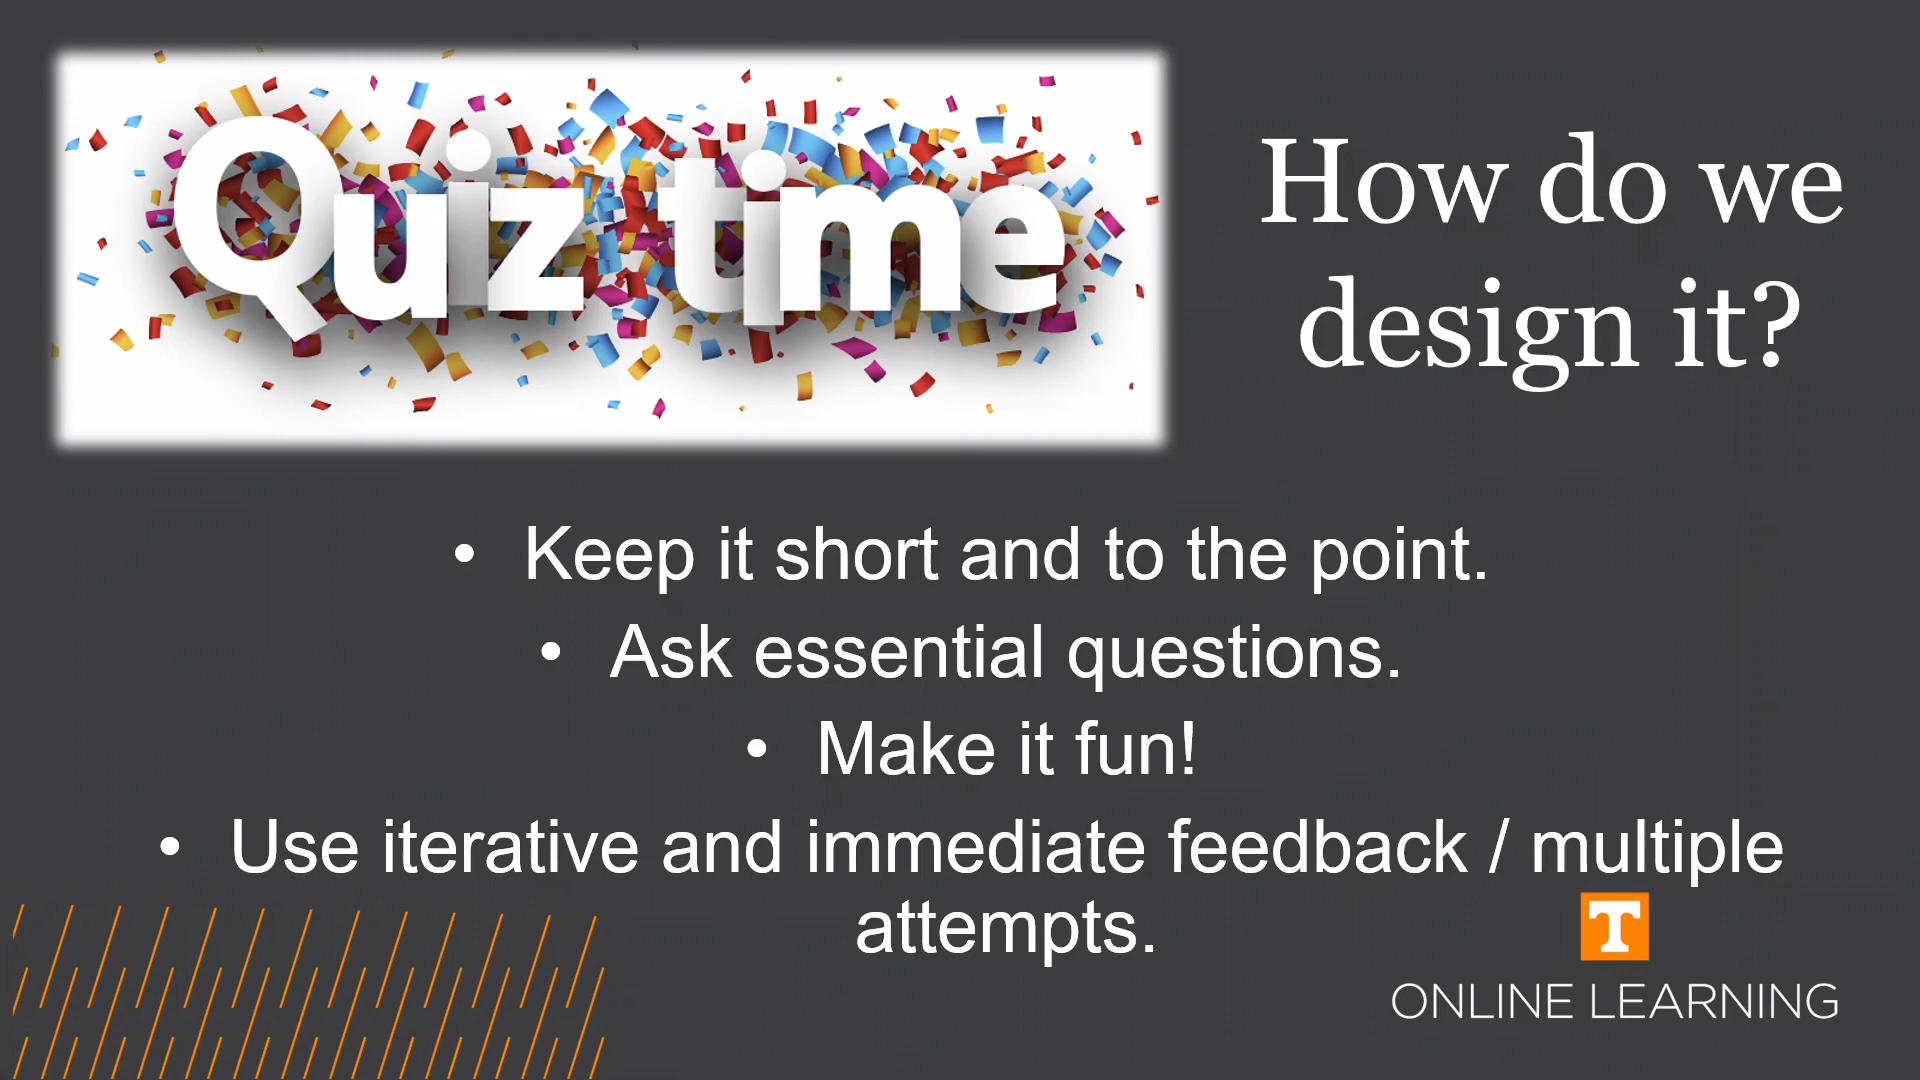 Quiz time
How do we
design it?
• Keep it short and to the point.
• Ask essential questions.
• Make it fun!
• Use iterative and immediate feedback / multiple
attempts.
T
ONLINE LEARNING